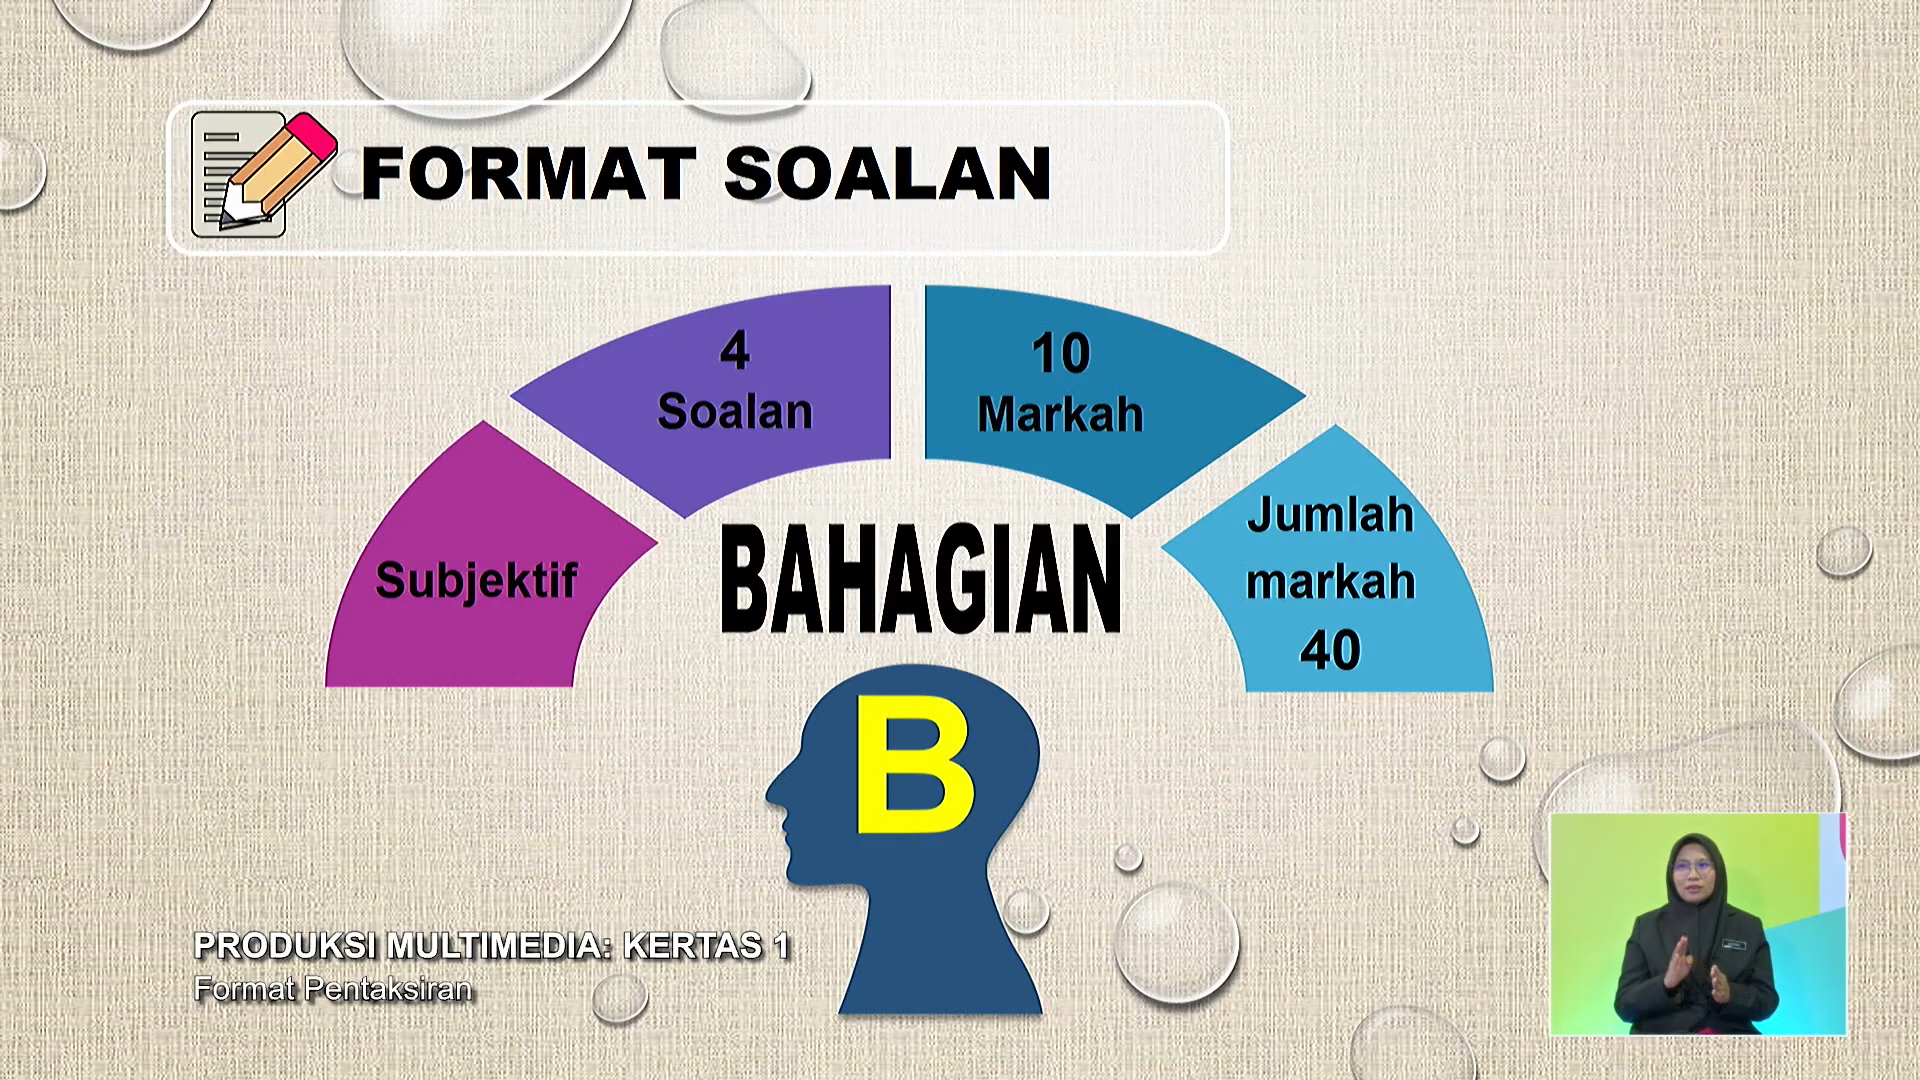 FORMAT SOALAN
4
Soalan
10
Markah
Subjektif
Jumlah
markah
40
BAHAGIAN
B
PRODUKSI MULTIMEDIA: KERTAS 1
Format Pentaksiran